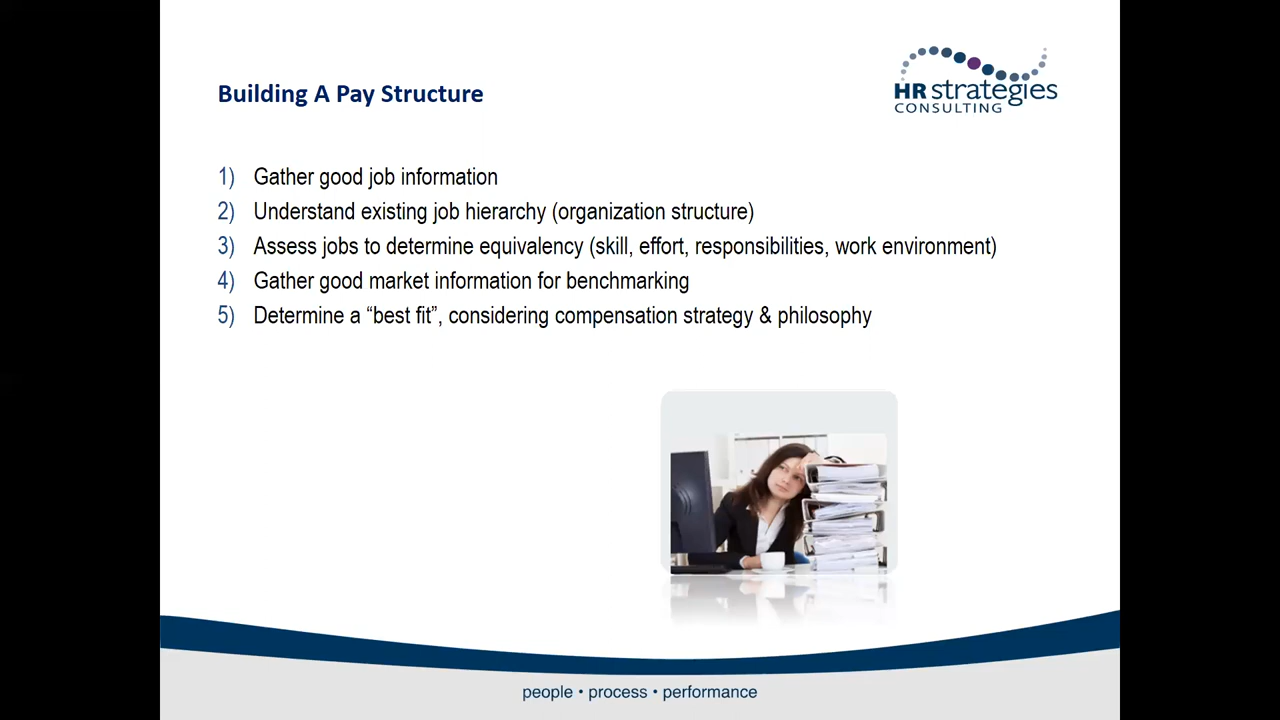 Building A Pay Structure
HR strategies
CONSULTING
1) Gather good job information
2) Understand existing job hierarchy (organization structure)
3) Assess jobs to determine equivalency (skill, effort, responsibilities, work environment)
4) Gather good market information for benchmarking
5) Determine a “best fit”, considering compensation strategy & philosophy
people • process • performance